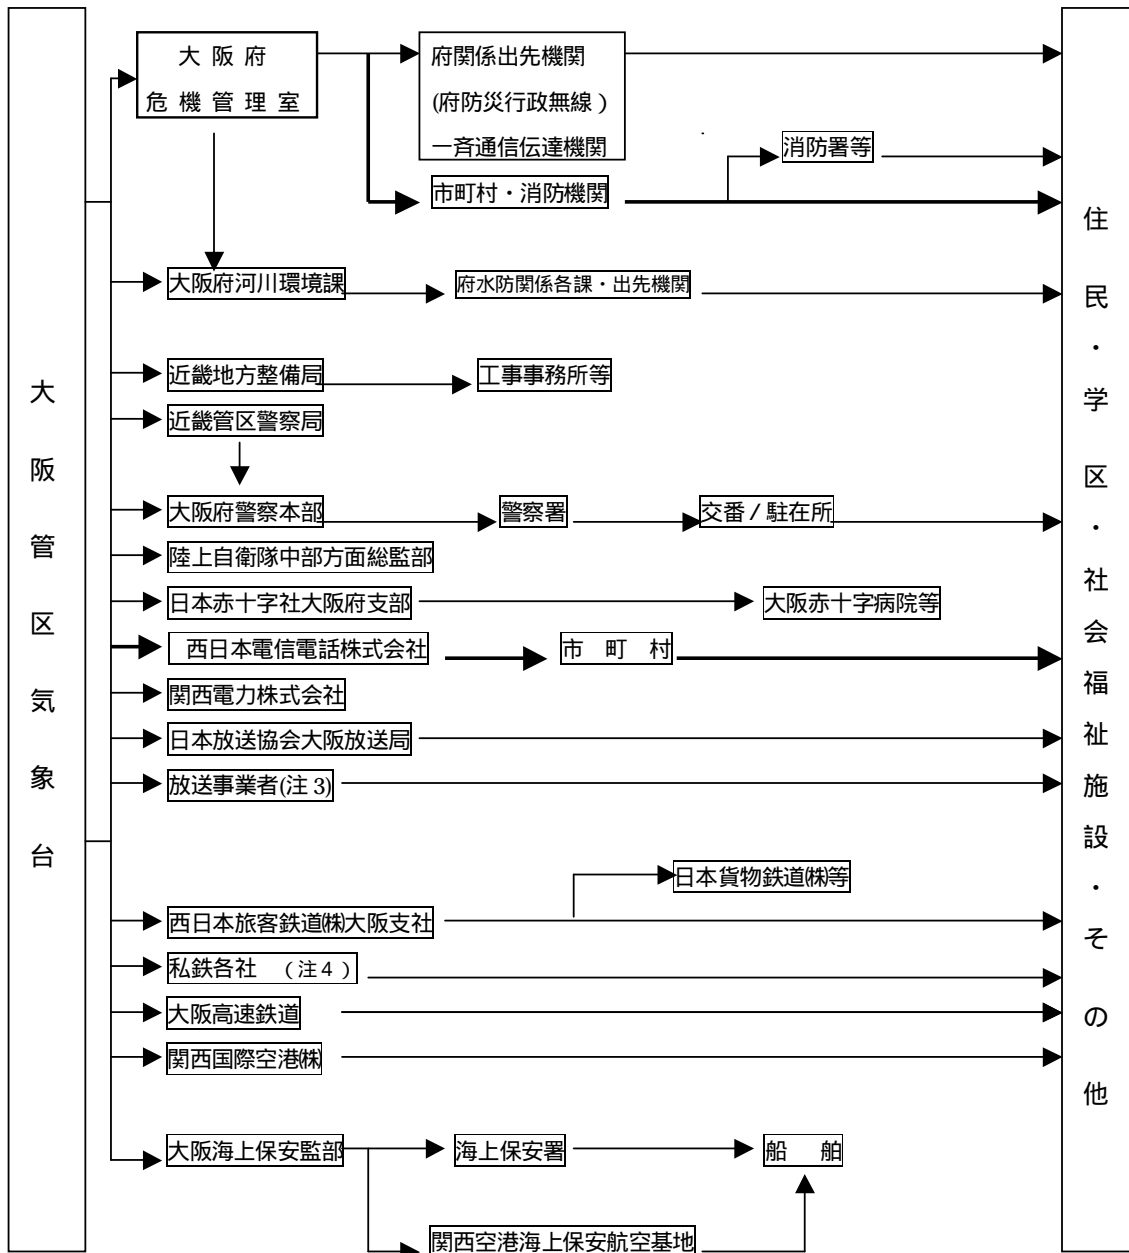 大阪管区気象台
大阪府
危機管理室
府関係出先機関
(府防災行政無線)
一斉通信伝達機関
消防署等
市町村・消防機関
大阪府河川環境課
府水防関係各課・出先機関
近畿地方整備局
工事事務所等
近畿管区警察局
大阪府警察本部
警察署
交番/駐在所
陸上自衛隊中部方面総監部
日本赤十字社大阪府支部
大阪赤十字病院等
西日本電信電話株式会社
市 町 村
関西電力株式会社
日本放送協会大阪放送局
放送事業者(注3)
日本貨物鉄道㈱等
西日本旅客鉄道㈱大阪支社
私鉄各社 (注4)
大阪高速鉄道
関西国際空港㈱
大阪海上保安監部
海上保安署
船 舶
関西空港海上保安航空基地
住民・学区・社会福祉施設・その他